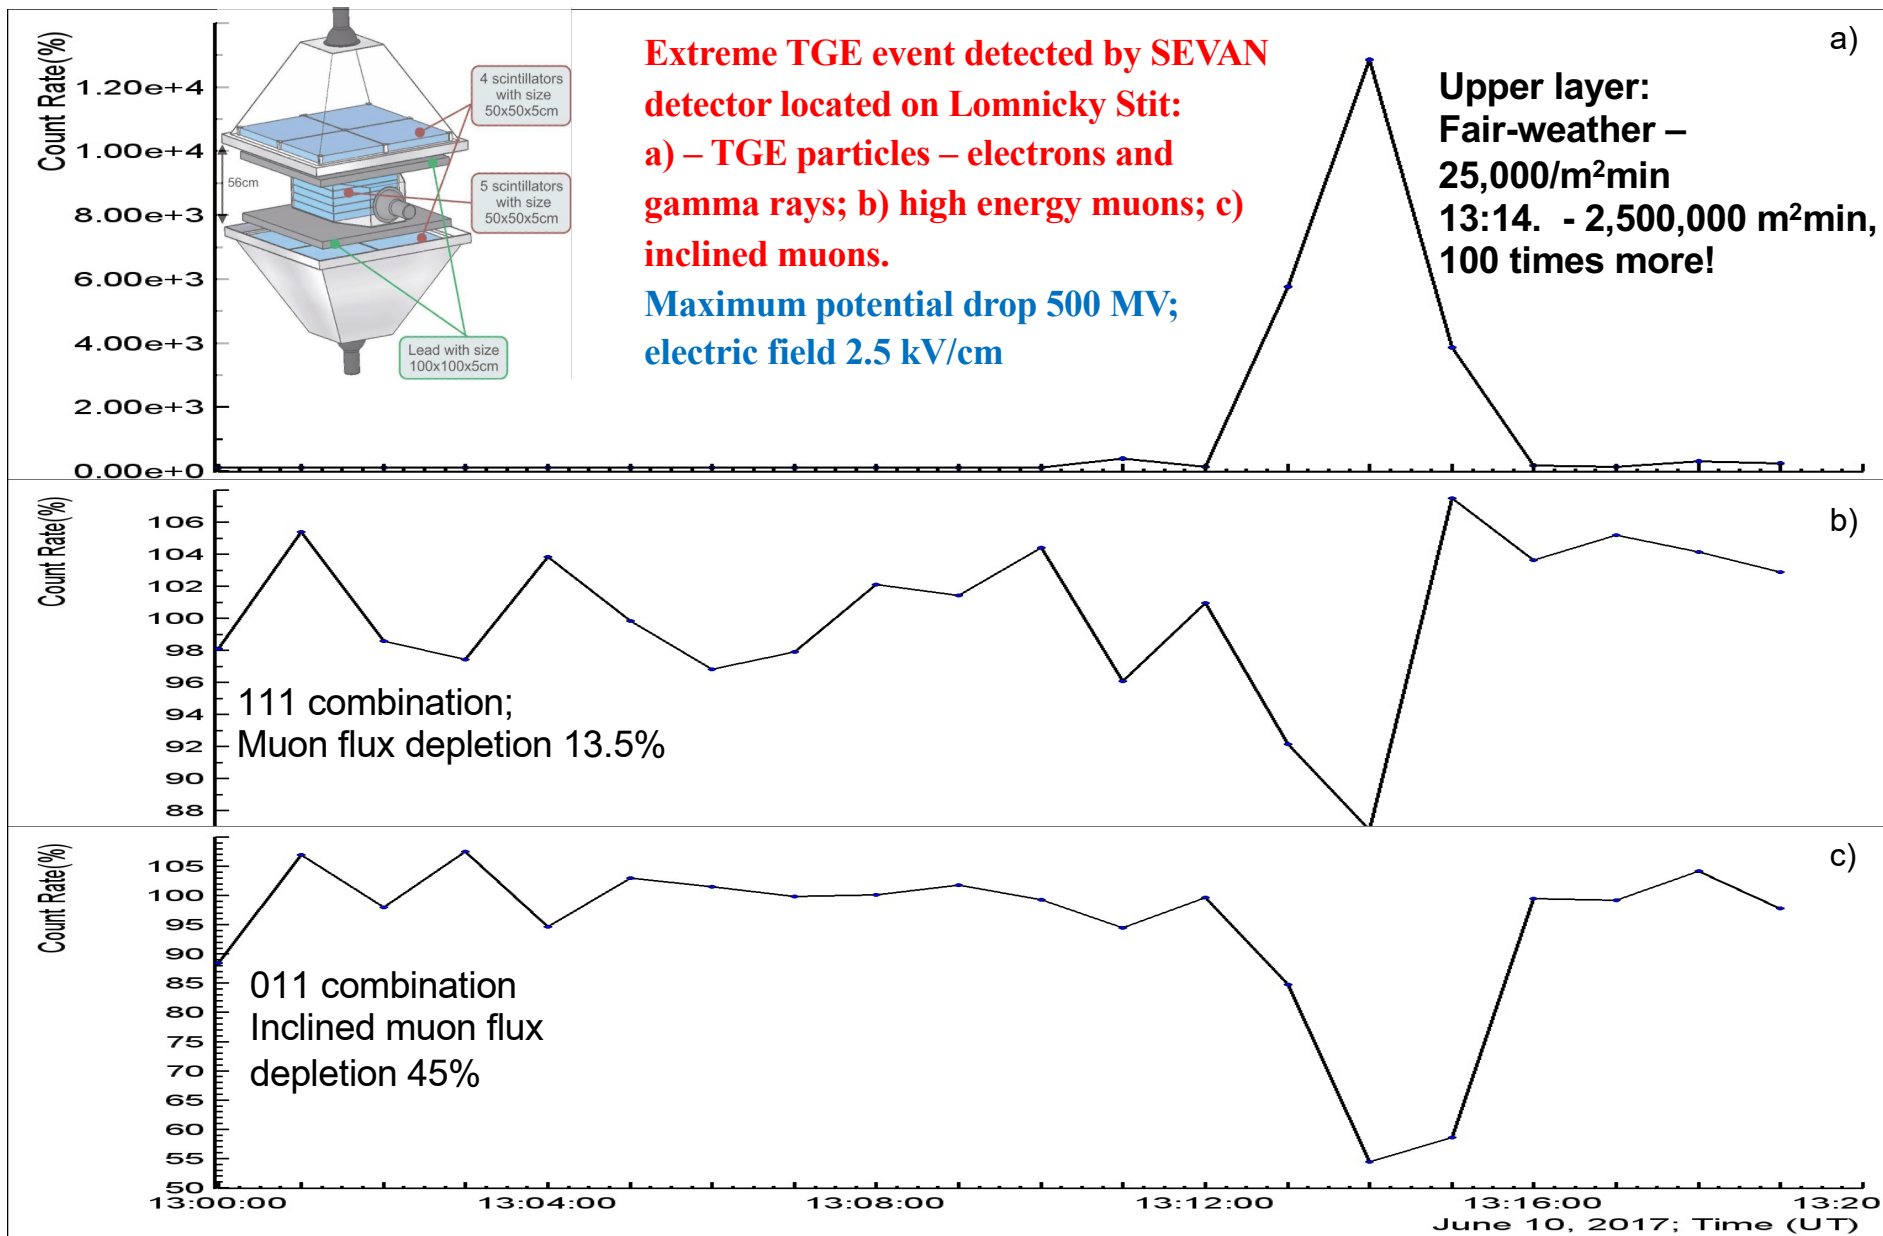 Count Rate(%)
1.20e+4
1.00e+4
8.00e+3
6.00e+3
4.00e+3
2.00e+3
0.00e+0
56cm
4 scintillators
with size
50x50x5cm
5 scintillators
with size
50x50x5cm
Lead with size
100x100x5cm
Extreme TGE event detected by SEVAN
detector located on Lomnicky Stit:
a) – TGE particles – electrons and
gamma rays; b) high energy muons; c)
inclined muons.
Maximum potential drop 500 MV;
electric field 2.5 kV/cm
a)
Upper layer:
Fair-weather –
25,000/m²min
13:14. - 2,500,000 m²min,
100 times more!
Count Rate(%)
106
104
102
100
98
96
94
92
90
88
b)
111 combination;
Muon flux depletion 13.5%
Count Rate(%)
105
100
95
90
85
80
75
70
65
60
55
50
c)
011 combination
Inclined muon flux
depletion 45%
13:00:00 13:04:00 13:08:00 13:12:00 13:16:00 13:20
June 10, 2017; Time (UT)